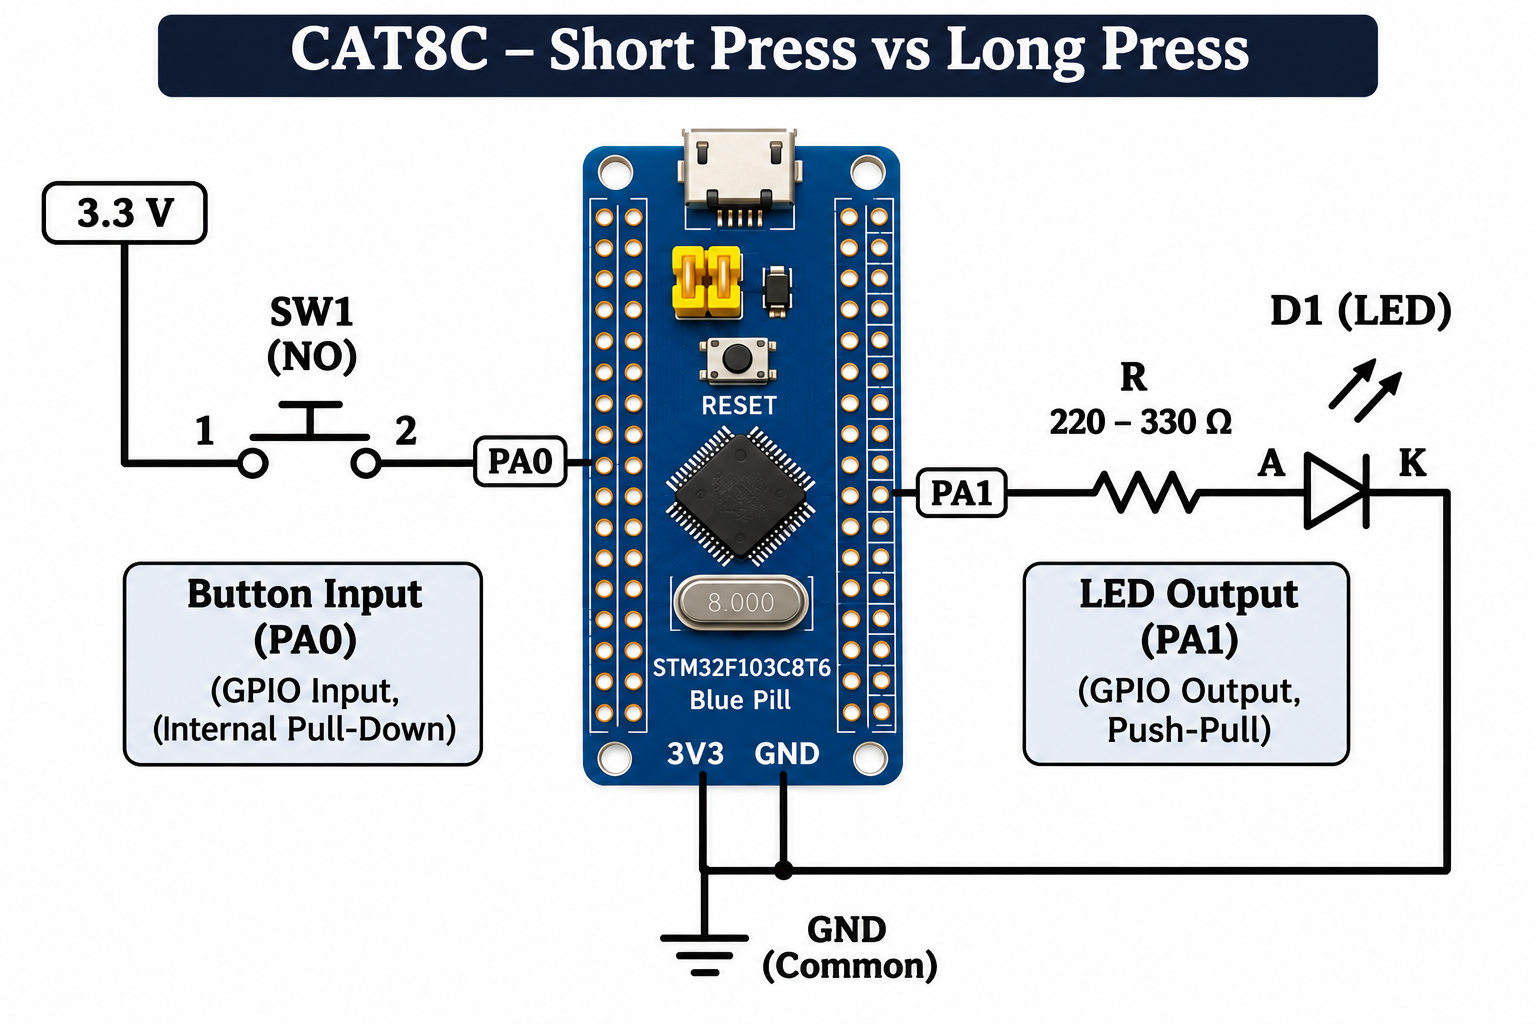 CAT8C – Short Press vs Long Press
3.3 V
SW1
(NO)
1
2
PA0
RESET
8.000
STM32F103C8T6
Blue Pill
3V3 GND
D1 (LED)
R
220 – 330 Ω
A
K
PA1
Button Input
(PA0)
(GPIO Input,
(Internal Pull-Down)
LED Output
(PA1)
(GPIO Output,
Push-Pull)
GND
(Common)